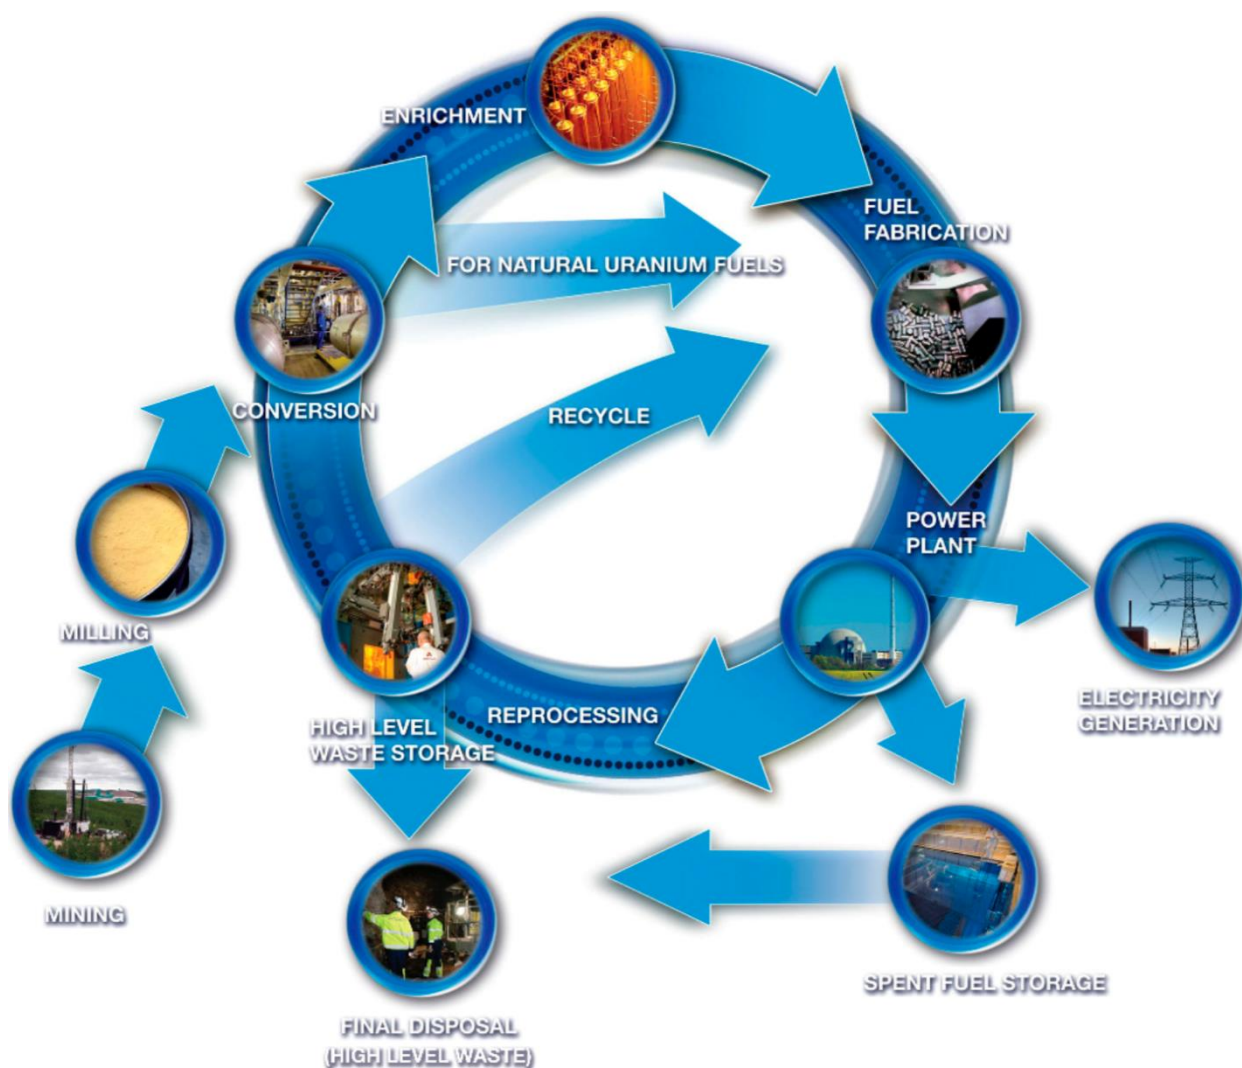 ENRICHMENT
FUEL
FABRICATION
FOR NATURAL URANIUM FUELS
CONVERSION
RECYCLE
POWER
PLANT
MILLING
ELECTRICITY
GENERATION
REPROCESSING
HIGH LEVEL
WASTE STORAGE
MINING
SPENT FUEL STORAGE
FINAL DISPOSAL
(HIGH LEVEL WASTE)